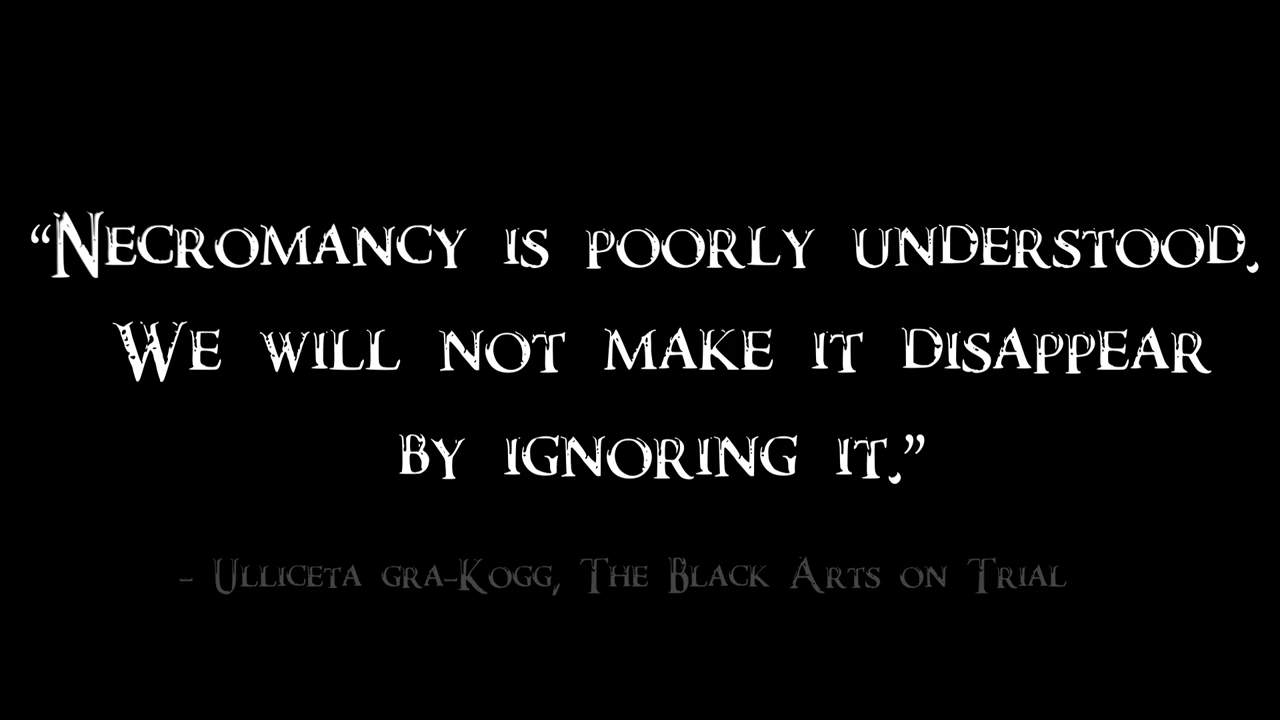 “Necromancy is poorly understood.
We will not make it disappear
by ignoring it.”
- Ulliceta gra-Kogg, The Black Arts on Trial